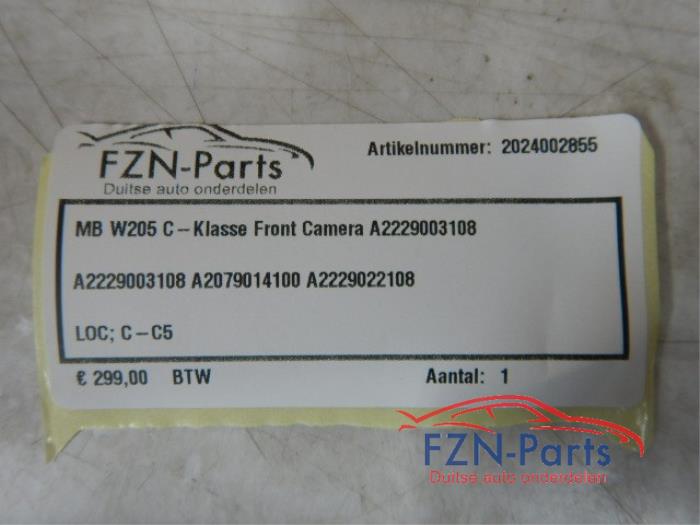 FZN-Parts
Duitse auto onderdelen
Artikelnummer: 2024002855
MB W205 C-Klasse Front Camera A2229003108
A2229003108 A2079014100 A2229022108
LOC; C-C5
€ 299,00 BTW
Aantal: 1
FZN-Parts
Duitse auto onderdelen